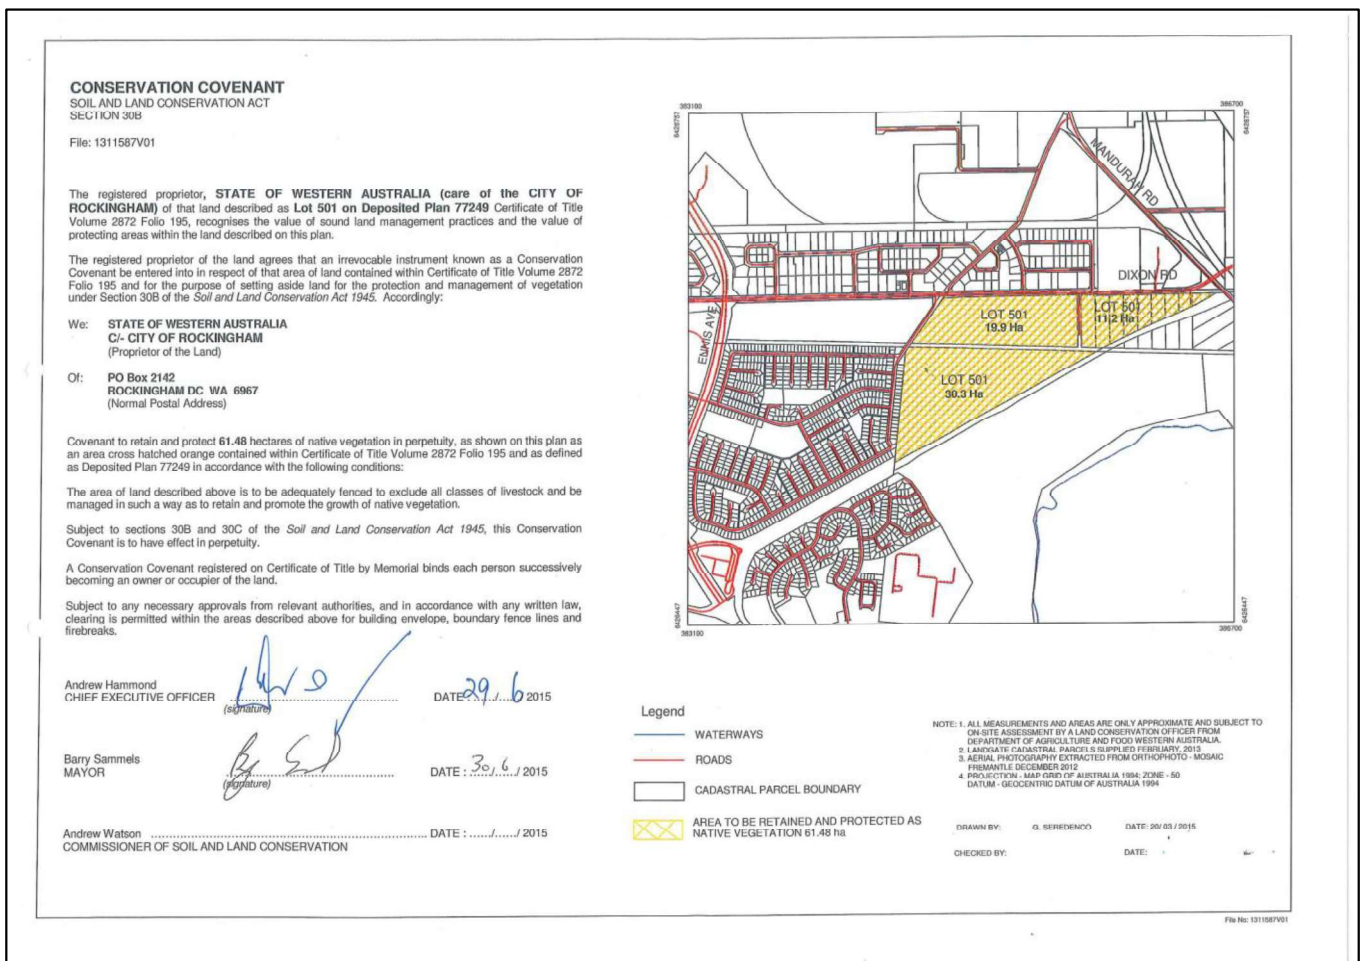 CONSERVATION COVENANT
SOIL AND LAND CONSERVATION ACT
SECTION 30B
File: 1311587V01
The registered proprietor, STATE OF WESTERN AUSTRALIA (care of the CITY OF
ROCKINGHAM) of that land described as Lot 501 on Deposited Plan 77249 Certificate of Title
Volume 2872 Folio 195, recognises the value of sound land management practices and the value of
protecting areas within the land described on this plan.
The registered proprietor of the land agrees that an irrevocable instrument known as a Conservation
Covenant be entered into in respect of that area of land contained within Certificate of Title Volume 2872
Folio 195 and for the purpose of setting aside land for the protection and management of vegetation
under Section 30B of the Soil and Land Conservation Act 1945. Accordingly:
We: STATE OF WESTERN AUSTRALIA
C/- CITY OF ROCKINGHAM
(Proprietor of the Land)
Of: PO Box 2142
ROCKINGHAM DC WA 6967
(Normal Postal Address)
Covenant to retain and protect 61.48 hectares of native vegetation in perpetuity, as shown on this plan as
an area cross hatched orange contained within Certificate of Title Volume 2872 Folio 195 and as defined
as Deposited Plan 77249 in accordance with the following conditions:
The area of land described above is to be adequately fenced to exclude all classes of livestock and be
managed in such a way as to retain and promote the growth of native vegetation.
Subject to sections 30B and 30C of the Soil and Land Conservation Act 1945, this Conservation
Covenant is to have effect in perpetuity.
A Conservation Covenant registered on Certificate of Title by Memorial binds each person successively
becoming an owner or occupier of the land.
Subject to any necessary approvals from relevant authorities, and in accordance with any written law,
clearing is permitted within the areas described above for building envelope, boundary fence lines and
firebreaks.
Andrew Hammond
CHIEF EXECUTIVE OFFICER ........ DATE 29 / 6 2015
(signature)
Barry Sammels
MAYOR ........ DATE : 30 / 6 / 2015
(signature)
Andrew Watson ........ DATE : ....../....../ 2015
COMMISSIONER OF SOIL AND LAND CONSERVATION
383100
386700
6428757
6428757
MANDURAH RD
DIXON RD
ENNIS AVE
LOT 501
19.9 Ha
LOT 501
11.2 Ha
LOT 501
30.3 Ha
6426447
6426447
383100
386700
Legend
WATERWAYS
ROADS
CADASTRAL PARCEL BOUNDARY
AREA TO BE RETAINED AND PROTECTED AS
NATIVE VEGETATION 61.48 ha
NOTE: 1. ALL MEASUREMENTS AND AREAS ARE ONLY APPROXIMATE AND SUBJECT TO
ON-SITE ASSESSMENT BY A LAND CONSERVATION OFFICER FROM
DEPARTMENT OF AGRICULTURE AND FOOD WESTERN AUSTRALIA.
2. LANDGATE CADASTRAL PARCELS SUPPLIED FEBRUARY, 2013
3. AERIAL PHOTOGRAPHY EXTRACTED FROM ORTHOPHOTO - MOSAIC
FREMANTLE DECEMBER 2012
4. PROJECTION - MAP GRID OF AUSTRALIA 1994; ZONE - 50
DATUM - GEOCENTRIC DATUM OF AUSTRALIA 1994
DRAWN BY: G. SEREDENCO DATE: 20/ 03 / 2015
CHECKED BY: DATE:
File No: 1311587V01